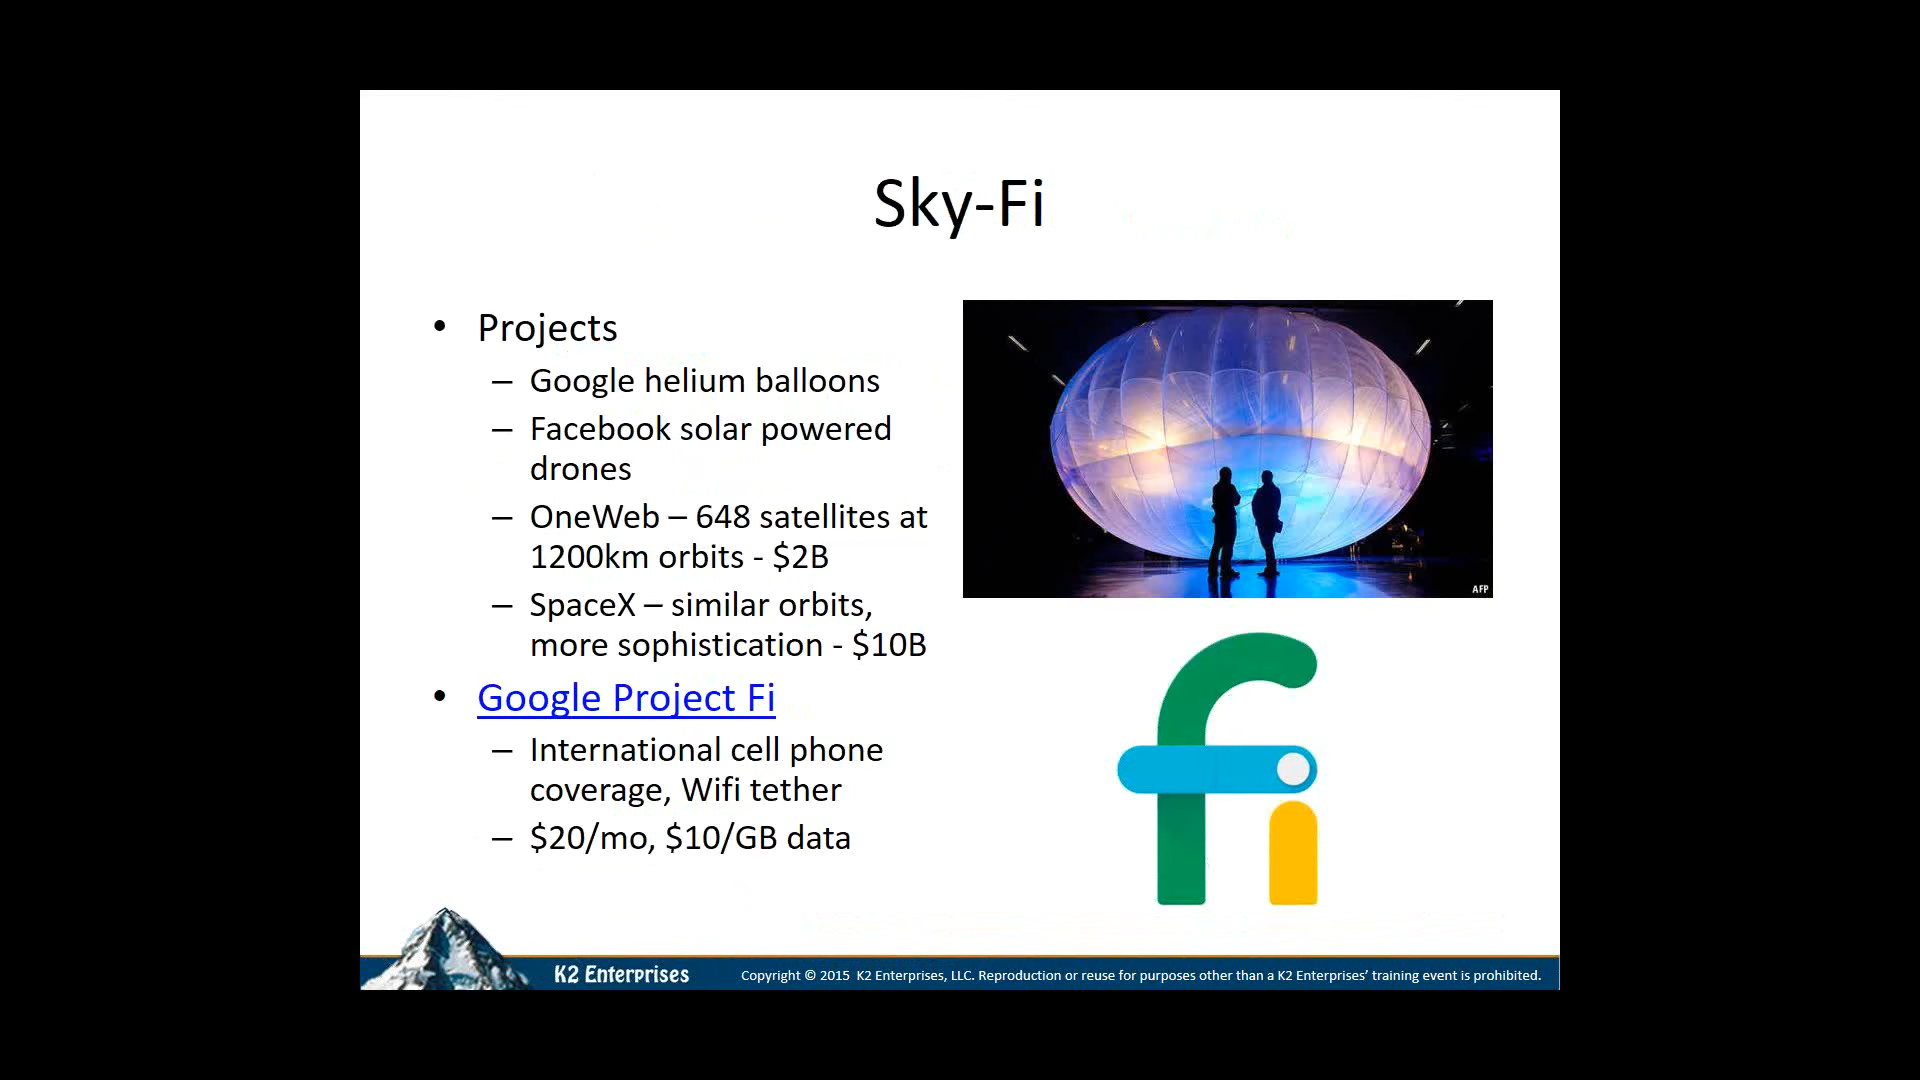 Sky-Fi
• Projects
– Google helium balloons
– Facebook solar powered
drones
– OneWeb – 648 satellites at
1200km orbits - $2B
– SpaceX – similar orbits,
more sophistication - $10B
• Google Project Fi
– International cell phone
coverage, Wifi tether
– $20/mo, $10/GB data
AFP
fi
K2 Enterprises
Copyright © 2015 K2 Enterprises, LLC. Reproduction or reuse for purposes other than a K2 Enterprises’ training event is prohibited.